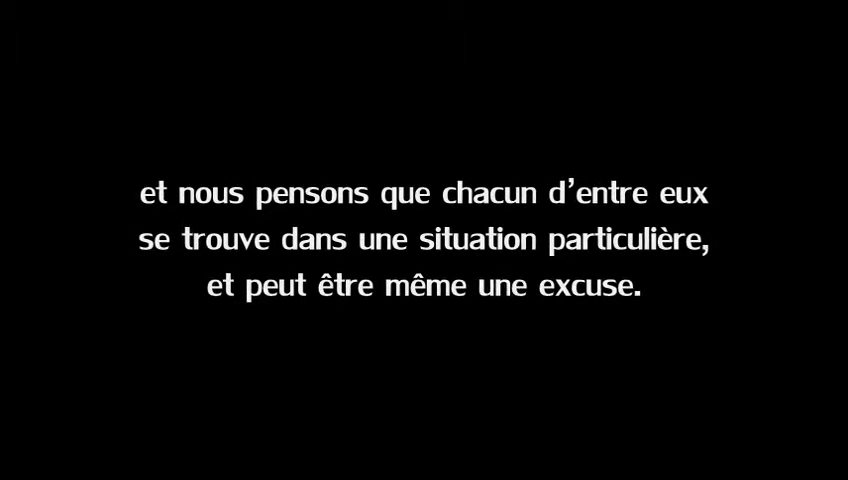 et nous pensons que chacun d’entre eux
se trouve dans une situation particulière,
et peut être même une excuse.